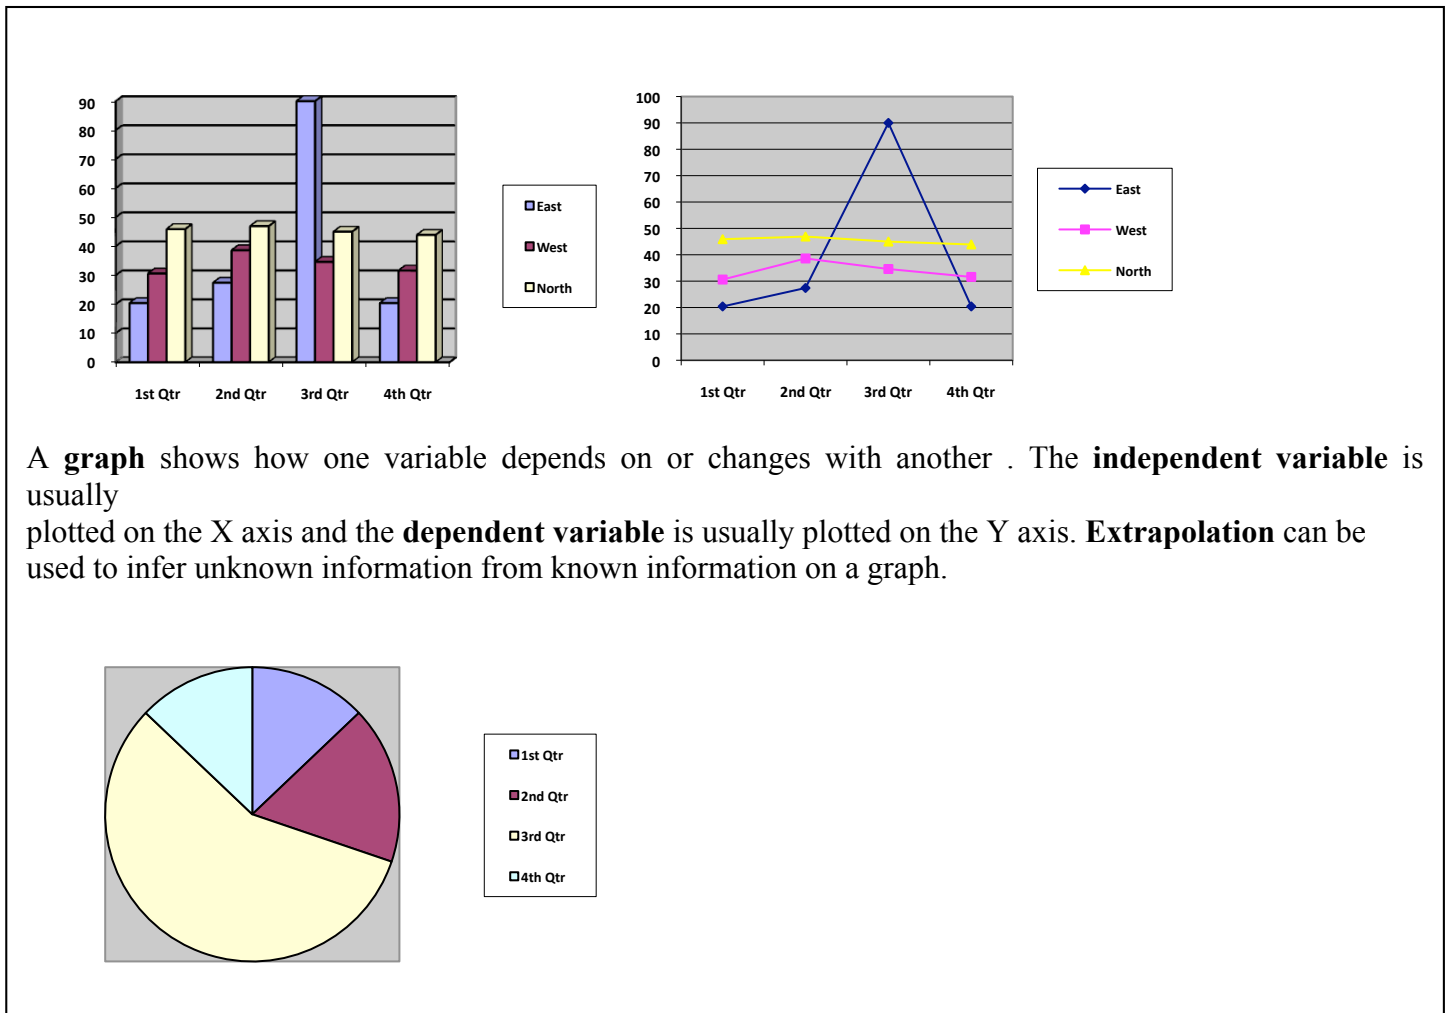 90
80
70
60
50
40
30
20
10
0
1st Qtr 2nd Qtr 3rd Qtr 4th Qtr
East
West
North
100
90
80
70
60
50
40
30
20
10
0
1st Qtr 2nd Qtr 3rd Qtr 4th Qtr
East
West
North
A graph shows how one variable depends on or changes with another . The independent variable is
usually
plotted on the X axis and the dependent variable is usually plotted on the Y axis. Extrapolation can be
used to infer unknown information from known information on a graph.
1st Qtr
2nd Qtr
3rd Qtr
4th Qtr